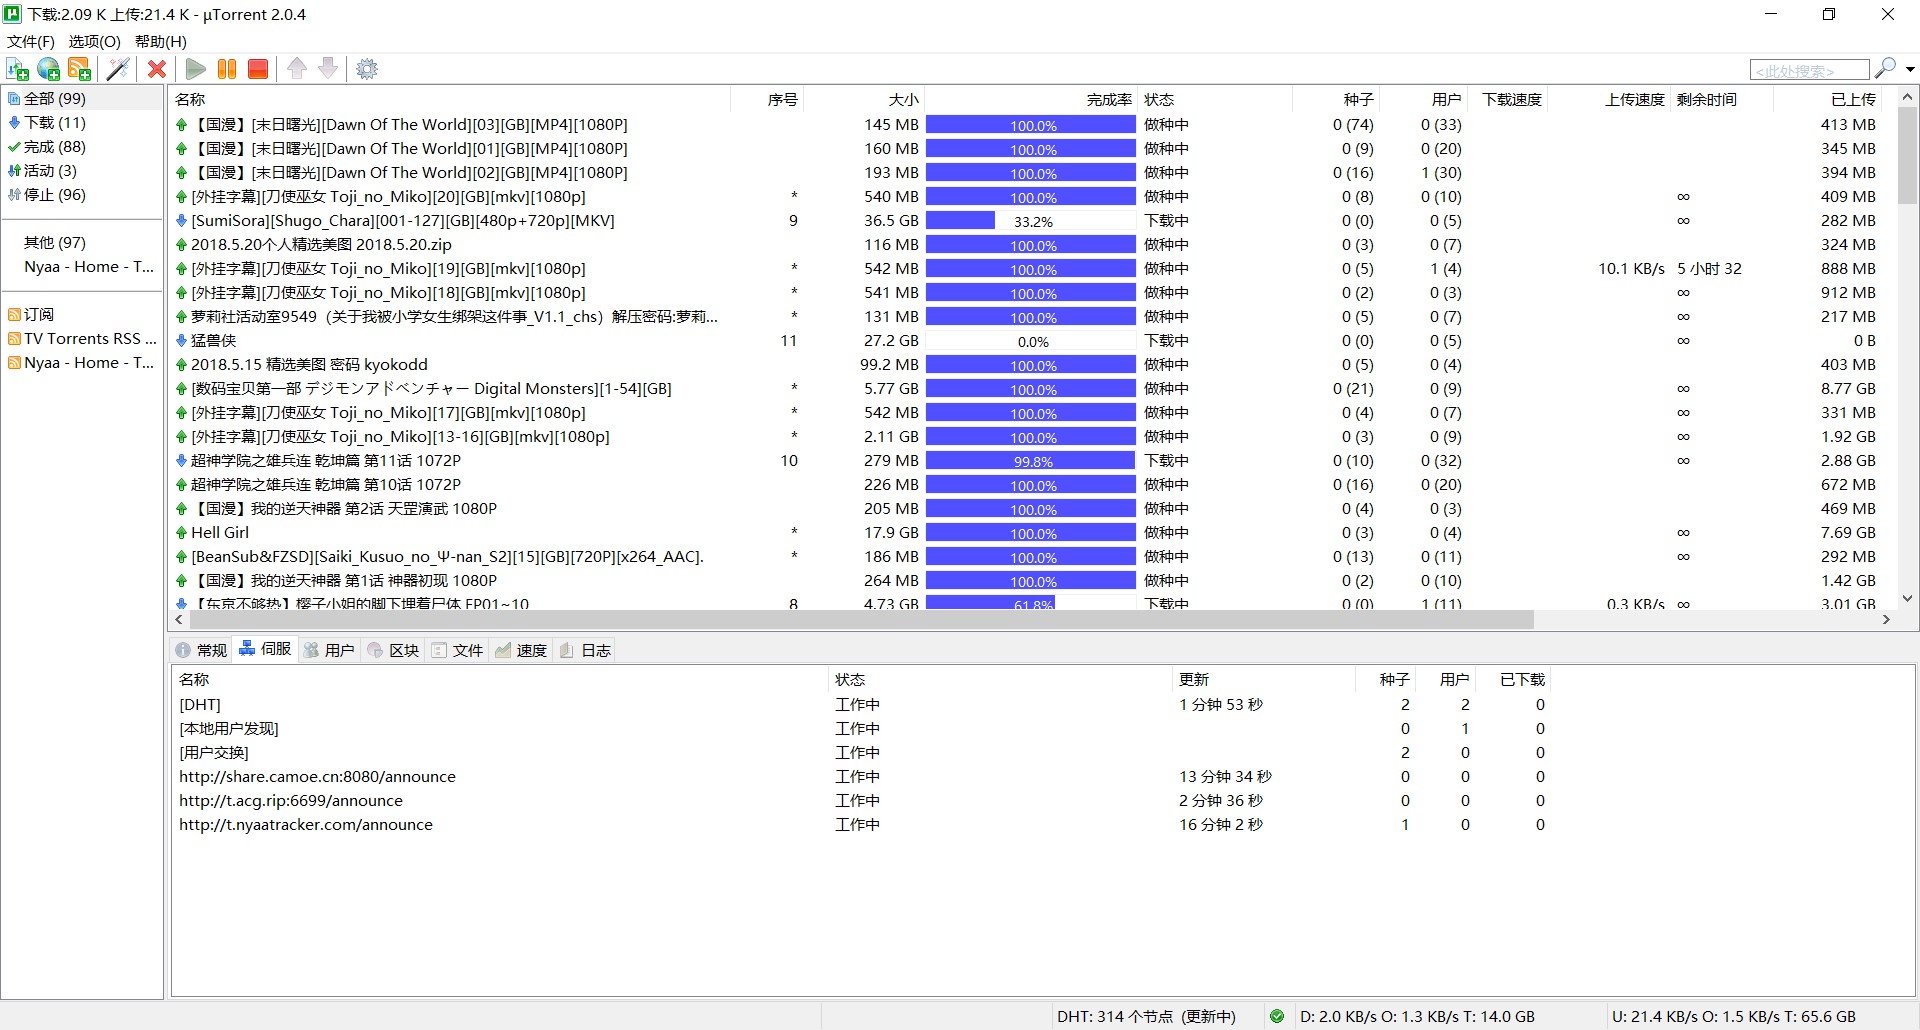 下载:2.09 K 上传:21.4 K - µTorrent 2.0.4
文件(F) 选项(O) 帮助(H)
<此处搜索>
全部 (99)
下载 (11)
完成 (88)
活动 (3)
停止 (96)
其他 (97)
Nyaa - Home - T...
订阅
TV Torrents RSS ...
Nyaa - Home - T...
名称 序号 大小 完成率 状态 种子 用户 下载速度 上传速度 剩余时间 已上传
【国漫】[末日曙光][Dawn Of The World][03][GB][MP4][1080P] 145 MB 100.0% 做种中 0 (74) 0 (33) 413 MB
【国漫】[末日曙光][Dawn Of The World][01][GB][MP4][1080P] 160 MB 100.0% 做种中 0 (9) 0 (20) 345 MB
【国漫】[末日曙光][Dawn Of The World][02][GB][MP4][1080P] 193 MB 100.0% 做种中 0 (16) 1 (30) 394 MB
[外挂字幕][刀使巫女 Toji_no_Miko][20][GB][mkv][1080p] * 540 MB 100.0% 做种中 0 (8) 0 (10) ∞ 409 MB
[SumiSora][Shugo_Chara][001-127][GB][480p+720p][MKV] 9 36.5 GB 33.2% 下载中 0 (0) 0 (5) ∞ 282 MB
2018.5.20个人精选美图 2018.5.20.zip 116 MB 100.0% 做种中 0 (3) 0 (7) 324 MB
[外挂字幕][刀使巫女 Toji_no_Miko][19][GB][mkv][1080p] * 542 MB 100.0% 做种中 0 (5) 1 (4) 10.1 KB/s 5 小时 32 888 MB
[外挂字幕][刀使巫女 Toji_no_Miko][18][GB][mkv][1080p] * 541 MB 100.0% 做种中 0 (2) 0 (3) ∞ 912 MB
萝莉社活动室9549（关于我被小学女生绑架这件事_V1.1_chs）解压密码:萝莉... * 131 MB 100.0% 做种中 0 (5) 0 (7) ∞ 217 MB
猛兽侠 11 27.2 GB 0.0% 下载中 0 (0) 0 (5) ∞ 0 B
2018.5.15 精选美图 密码 kyokodd 99.2 MB 100.0% 做种中 0 (5) 0 (4) 403 MB
[数码宝贝第一部 デジモンアドベンチャー Digital Monsters][1-54][GB] * 5.77 GB 100.0% 做种中 0 (21) 0 (9) ∞ 8.77 GB
[外挂字幕][刀使巫女 Toji_no_Miko][17][GB][mkv][1080p] * 542 MB 100.0% 做种中 0 (4) 0 (7) ∞ 331 MB
[外挂字幕][刀使巫女 Toji_no_Miko][13-16][GB][mkv][1080p] * 2.11 GB 100.0% 做种中 0 (3) 0 (9) ∞ 1.92 GB
超神学院之雄兵连 乾坤篇 第11话 1072P 10 279 MB 99.8% 下载中 0 (10) 0 (32) ∞ 2.88 GB
超神学院之雄兵连 乾坤篇 第10话 1072P 226 MB 100.0% 做种中 0 (16) 0 (20) 672 MB
【国漫】我的逆天神器 第2话 天罡演武 1080P 205 MB 100.0% 做种中 0 (4) 0 (3) 469 MB
Hell Girl * 17.9 GB 100.0% 做种中 0 (3) 0 (4) ∞ 7.69 GB
[BeanSub&FZSD][Saiki_Kusuo_no_Ψ-nan_S2][15][GB][720P][x264_AAC]. * 186 MB 100.0% 做种中 0 (13) 0 (11) ∞ 292 MB
【国漫】我的逆天神器 第1话 神器初现 1080P 264 MB 100.0% 做种中 0 (2) 0 (10) 1.42 GB
【东京不够热】樱子小姐的脚下埋着尸体 EP01~10 8 4.73 GB 61.8% 下载中 0 (0) 1 (11) 0.3 KB/s ∞ 3.01 GB
常规 伺服 用户 区块 文件 速度 日志
名称 状态 更新 种子 用户 已下载
[DHT] 工作中 1 分钟 53 秒 2 2 0
[本地用户发现] 工作中 0 1 0
[用户交换] 工作中 2 0 0
http://share.camoe.cn:8080/announce 工作中 13 分钟 34 秒 0 0 0
http://t.acg.rip:6699/announce 工作中 2 分钟 36 秒 0 0 0
http://t.nyaatracker.com/announce 工作中 16 分钟 2 秒 1 0 0
DHT: 314 个节点 (更新中) D: 2.0 KB/s O: 1.3 KB/s T: 14.0 GB U: 21.4 KB/s O: 1.5 KB/s T: 65.6 GB